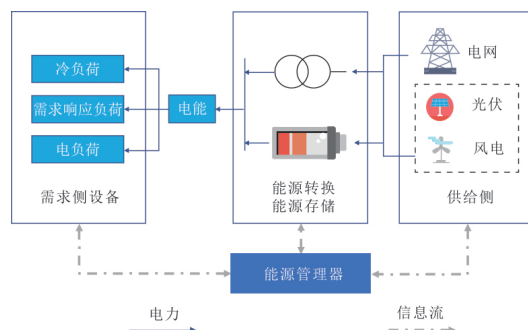 冷负荷
需求响应负荷
电负荷
需求侧设备
电能
能源转换
能源存储
电网
光伏
风电
供给侧
能源管理器
电力
信息流